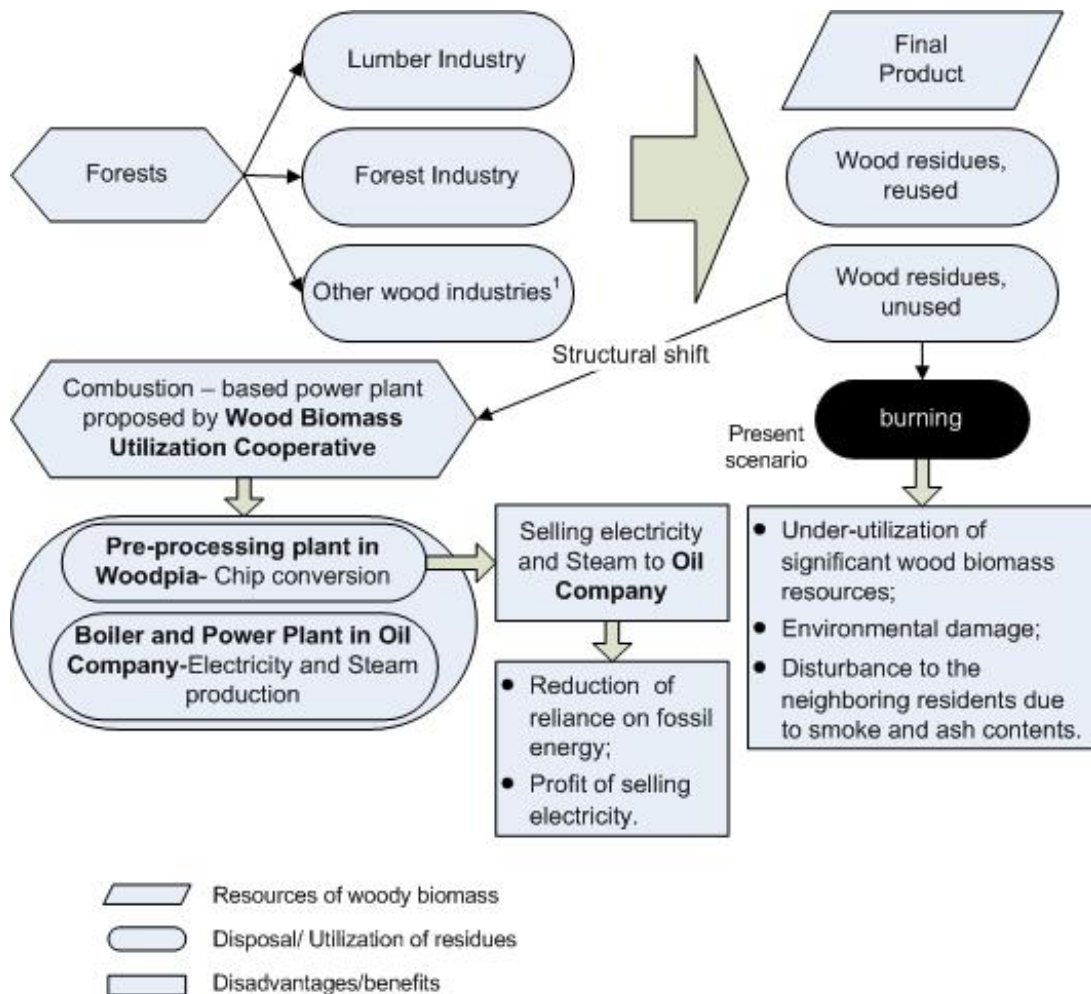 Lumber Industry
Forests
Forest Industry
Other wood industries¹
Final
Product
Wood residues,
reused
Wood residues,
unused
Structural shift
Combustion – based power plant
proposed by Wood Biomass
Utilization Cooperative
burning
Present
scenario
Pre-processing plant in
Woodpia- Chip conversion
Boiler and Power Plant in Oil
Company-Electricity and Steam
production
Selling electricity
and Steam to Oil
Company
● Reduction of
reliance on fossil
energy;
● Profit of selling
electricity.
● Under-utilization of
significant wood biomass
resources;
● Environmental damage;
● Disturbance to the
neighboring residents due
to smoke and ash contents.
Resources of woody biomass
Disposal/ Utilization of residues
Disadvantages/benefits